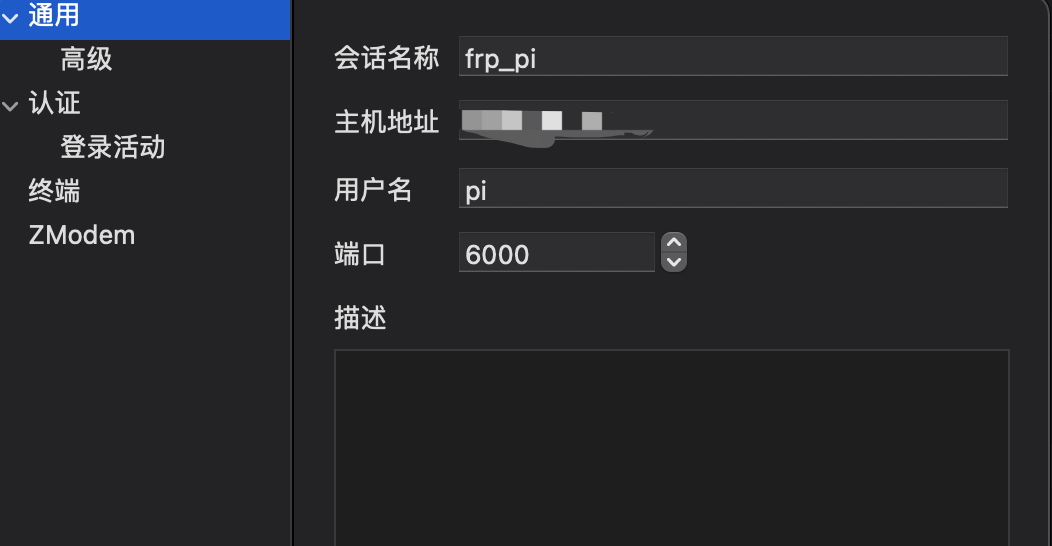 通用
高级
认证
登录活动
终端
ZModem
会话名称 frp_pi
主机地址
用户名 pi
端口 6000
描述